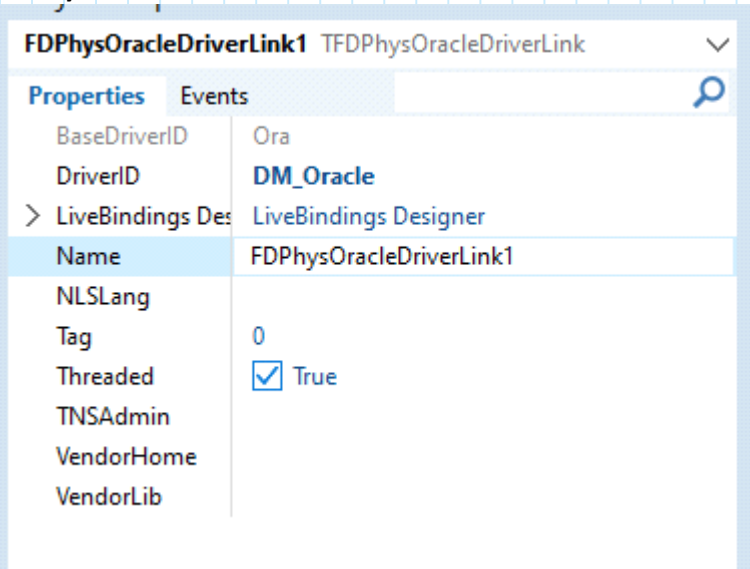 FDPhysOracleDriverLink1 TFDPhysOracleDriverLink
Properties Events
BaseDriverID Ora
DriverID DM_Oracle
LiveBindings Des LiveBindings Designer
Name FDPhysOracleDriverLink1
NLSLang
Tag 0
Threaded True
TNSAdmin
VendorHome
VendorLib